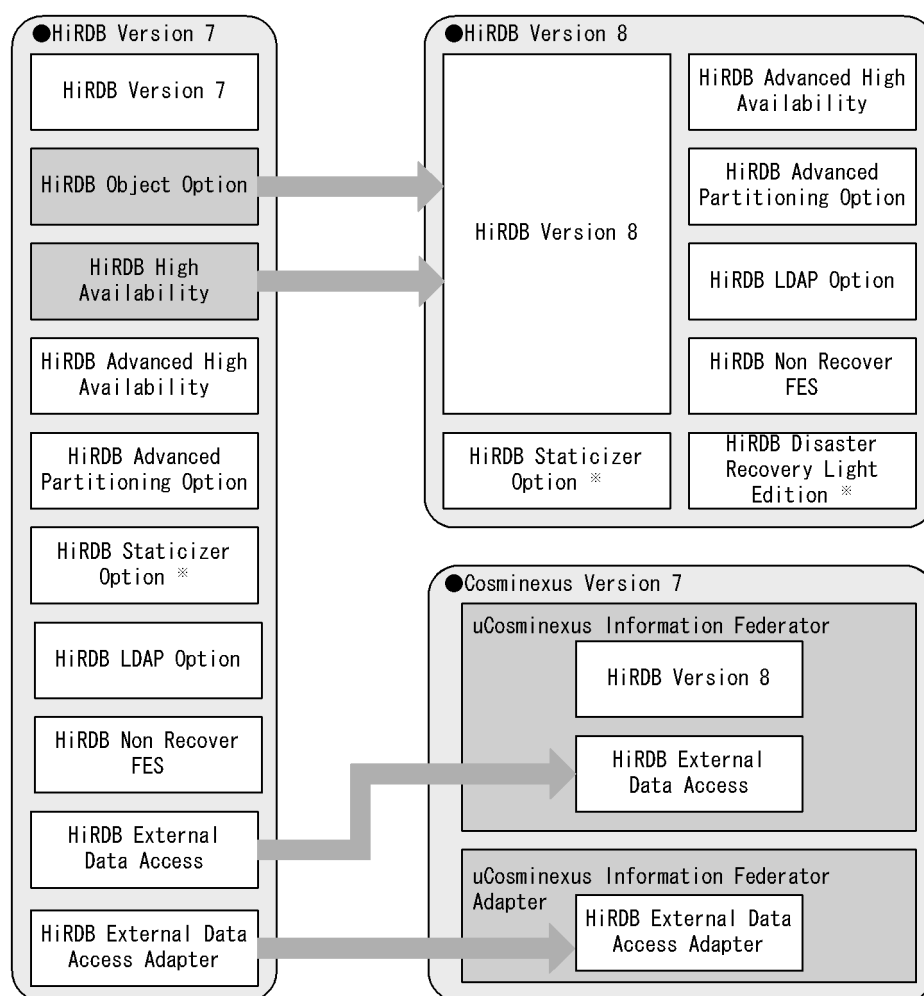 ●HiRDB Version 7
HiRDB Version 7
HiRDB Object Option
HiRDB High
Availability
HiRDB Advanced High
Availability
HiRDB Advanced
Partitioning Option
HiRDB Staticizer
Option ※
HiRDB LDAP Option
HiRDB Non Recover
FES
HiRDB External
Data Access
HiRDB External Data
Access Adapter
●HiRDB Version 8
HiRDB Version 8
HiRDB Advanced High
Availability
HiRDB Advanced
Partitioning Option
HiRDB LDAP Option
HiRDB Non Recover
FES
HiRDB Staticizer
Option ※
HiRDB Disaster
Recovery Light
Edition ※
●Cosminexus Version 7
uCosminexus Information Federator
HiRDB Version 8
HiRDB External
Data Access
uCosminexus Information Federator
Adapter
HiRDB External Data
Access Adapter